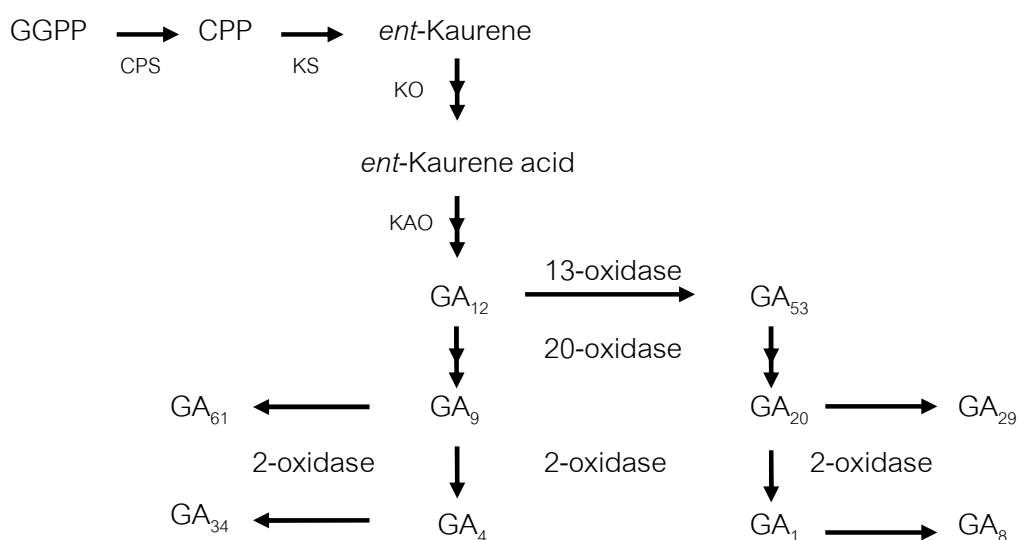 GGPP CPP ent-Kaurene
CPS KS
KO
ent-Kaurene acid
KAO
13-oxidase
GA12 GA53
20-oxidase
GA61 GA9 GA20 GA29
2-oxidase 2-oxidase 2-oxidase
GA34 GA4 GA1 GA8